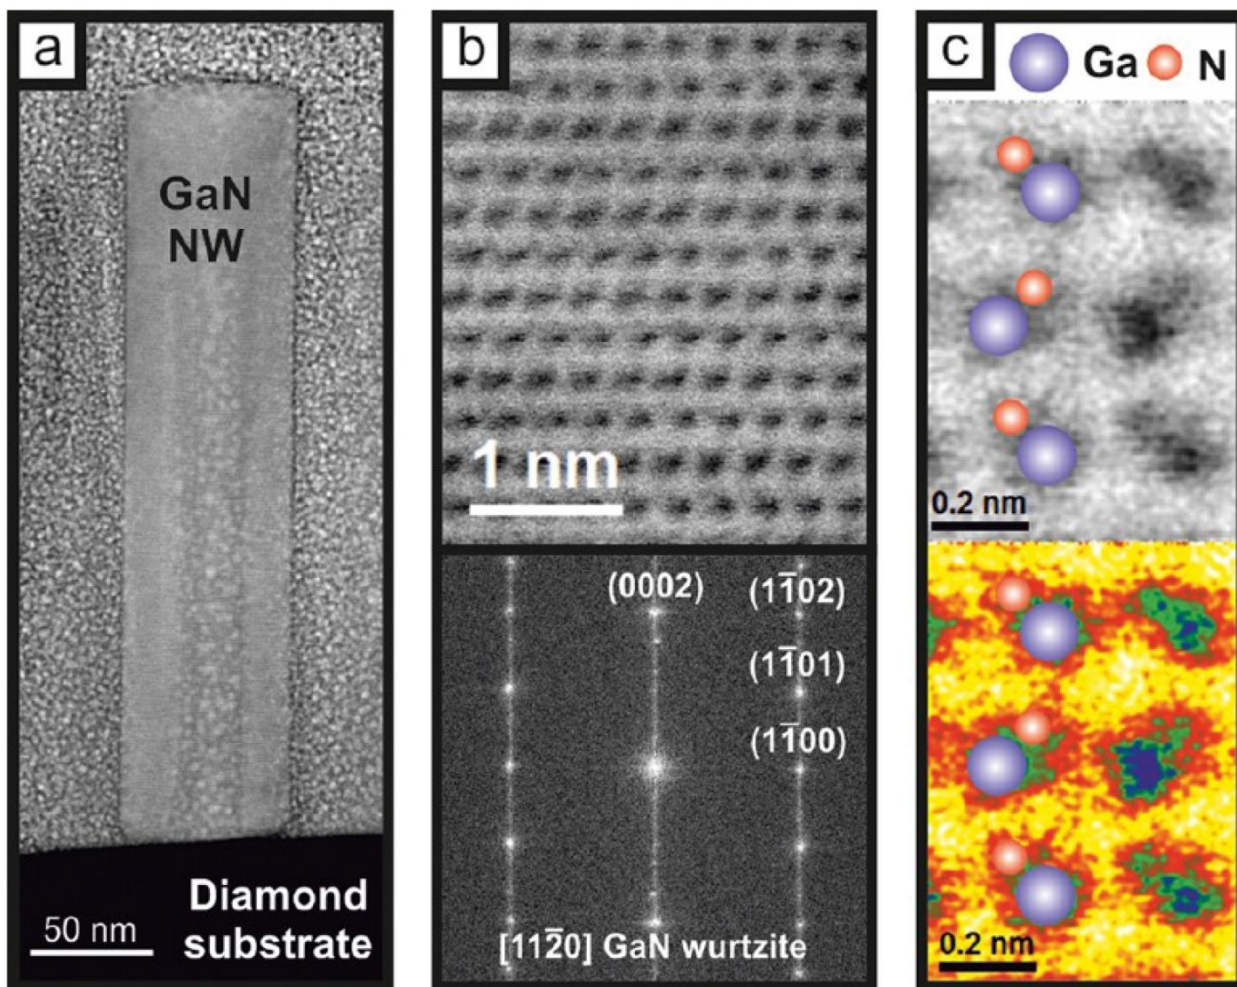 a
GaN
NW
Diamond
substrate
50 nm
b
1 nm
(0002)
(11̅02)
(11̅01)
(11̅00)
[112̅0] GaN wurtzite
c
Ga
N
0.2 nm
0.2 nm